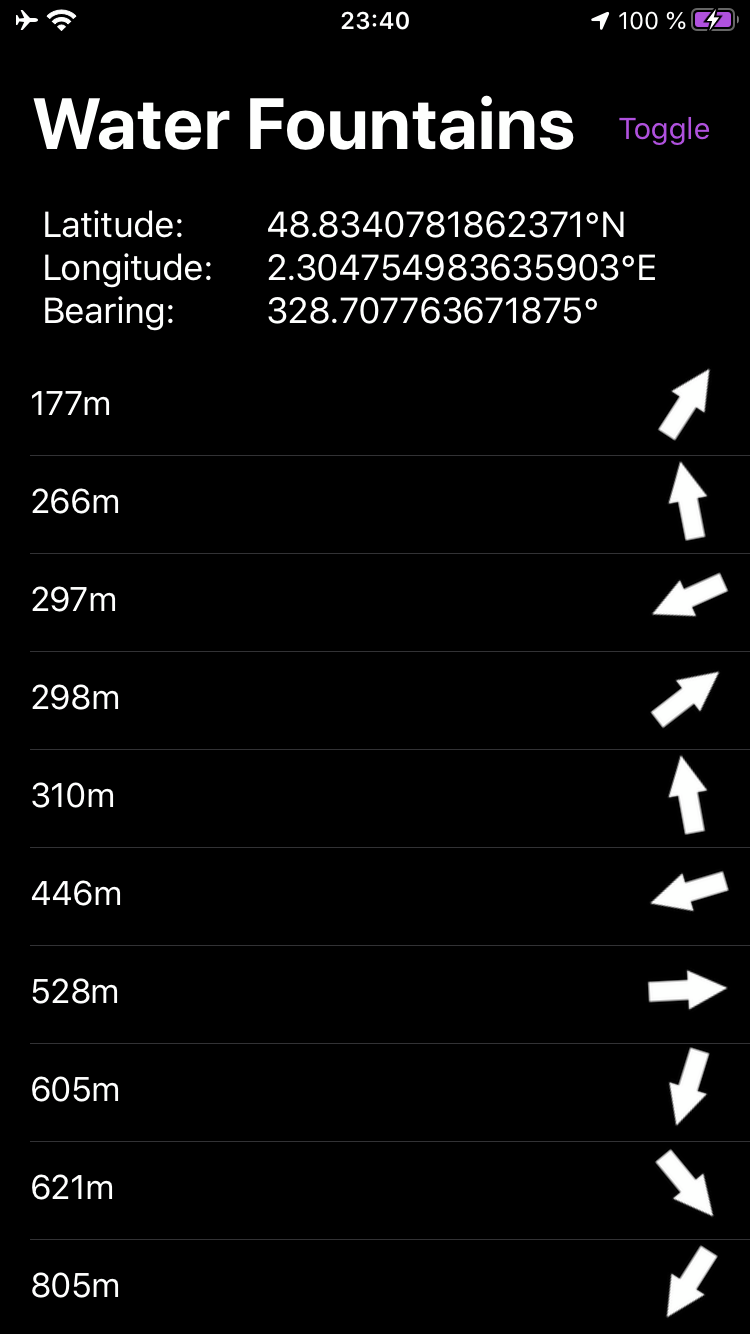 23:40
100 %
Water Fountains
Toggle
Latitude: 48.8340781862371°N
Longitude: 2.304754983635903°E
Bearing: 328.707763671875°
177m
266m
297m
298m
310m
446m
528m
605m
621m
805m